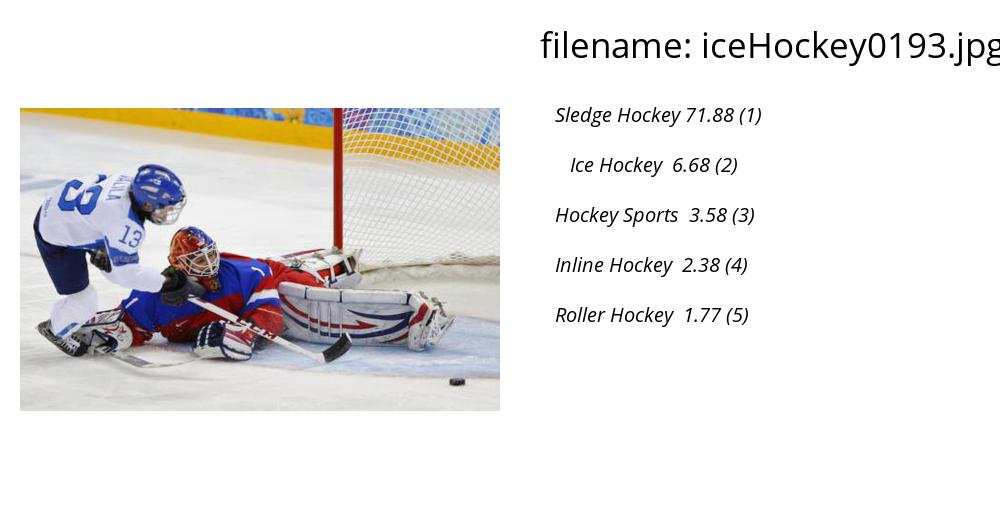 filename: iceHockey0193.jpg
Sledge Hockey 71.88 (1)
Ice Hockey 6.68 (2)
Hockey Sports 3.58 (3)
Inline Hockey 2.38 (4)
Roller Hockey 1.77 (5)
13